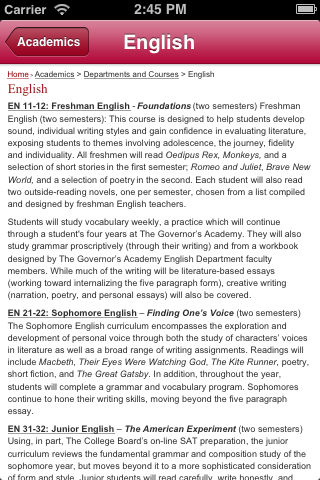 Carrier 2:45 PM
Academics English
Home > Academics > Departments and Courses > English
English
EN 11-12: Freshman English - Foundations (two semesters) Freshman
English (two semesters): This course is designed to help students develop
sound, individual writing styles and gain confidence in evaluating literature,
exposing students to themes involving adolescence, the journey, fidelity
and individuality. All freshmen will read Oedipus Rex, Monkeys, and a
selection of short stories in the first semester; Romeo and Juliet, Brave New
World, and a selection of poetry in the second. Each student will also read
two outside-reading novels, one per semester, chosen from a list compiled
and designed by freshman English teachers.
Students will study vocabulary weekly, a practice which will continue
through a student's four years at The Governor's Academy. They will also
study grammar proscriptively (through their writing) and from a workbook
designed by The Governor's Academy English Department faculty
members. While much of the writing will be literature-based essays
(working toward internalizing the five paragraph form), creative writing
(narration, poetry, and personal essays) will also be covered.
EN 21-22: Sophomore English – Finding One's Voice (two semesters)
The Sophomore English curriculum encompasses the exploration and
development of personal voice through both the study of characters' voices
in literature as well as a broad range of writing assignments. Readings will
include Macbeth, Their Eyes Were Watching God, The Kite Runner, poetry,
short fiction, and The Great Gatsby. In addition, throughout the year,
students will complete a grammar and vocabulary program. Sophomores
continue to hone their writing skills, moving beyond the five paragraph
essay.
EN 31-32: Junior English – The American Experiment (two semesters)
Using, in part, The College Board's on-line SAT preparation, the junior
curriculum reviews the fundamental grammar and composition study of the
sophomore year, but moves beyond it to a more sophisticated consideration
of form and style. Junior students will read carefully, write honestly, and